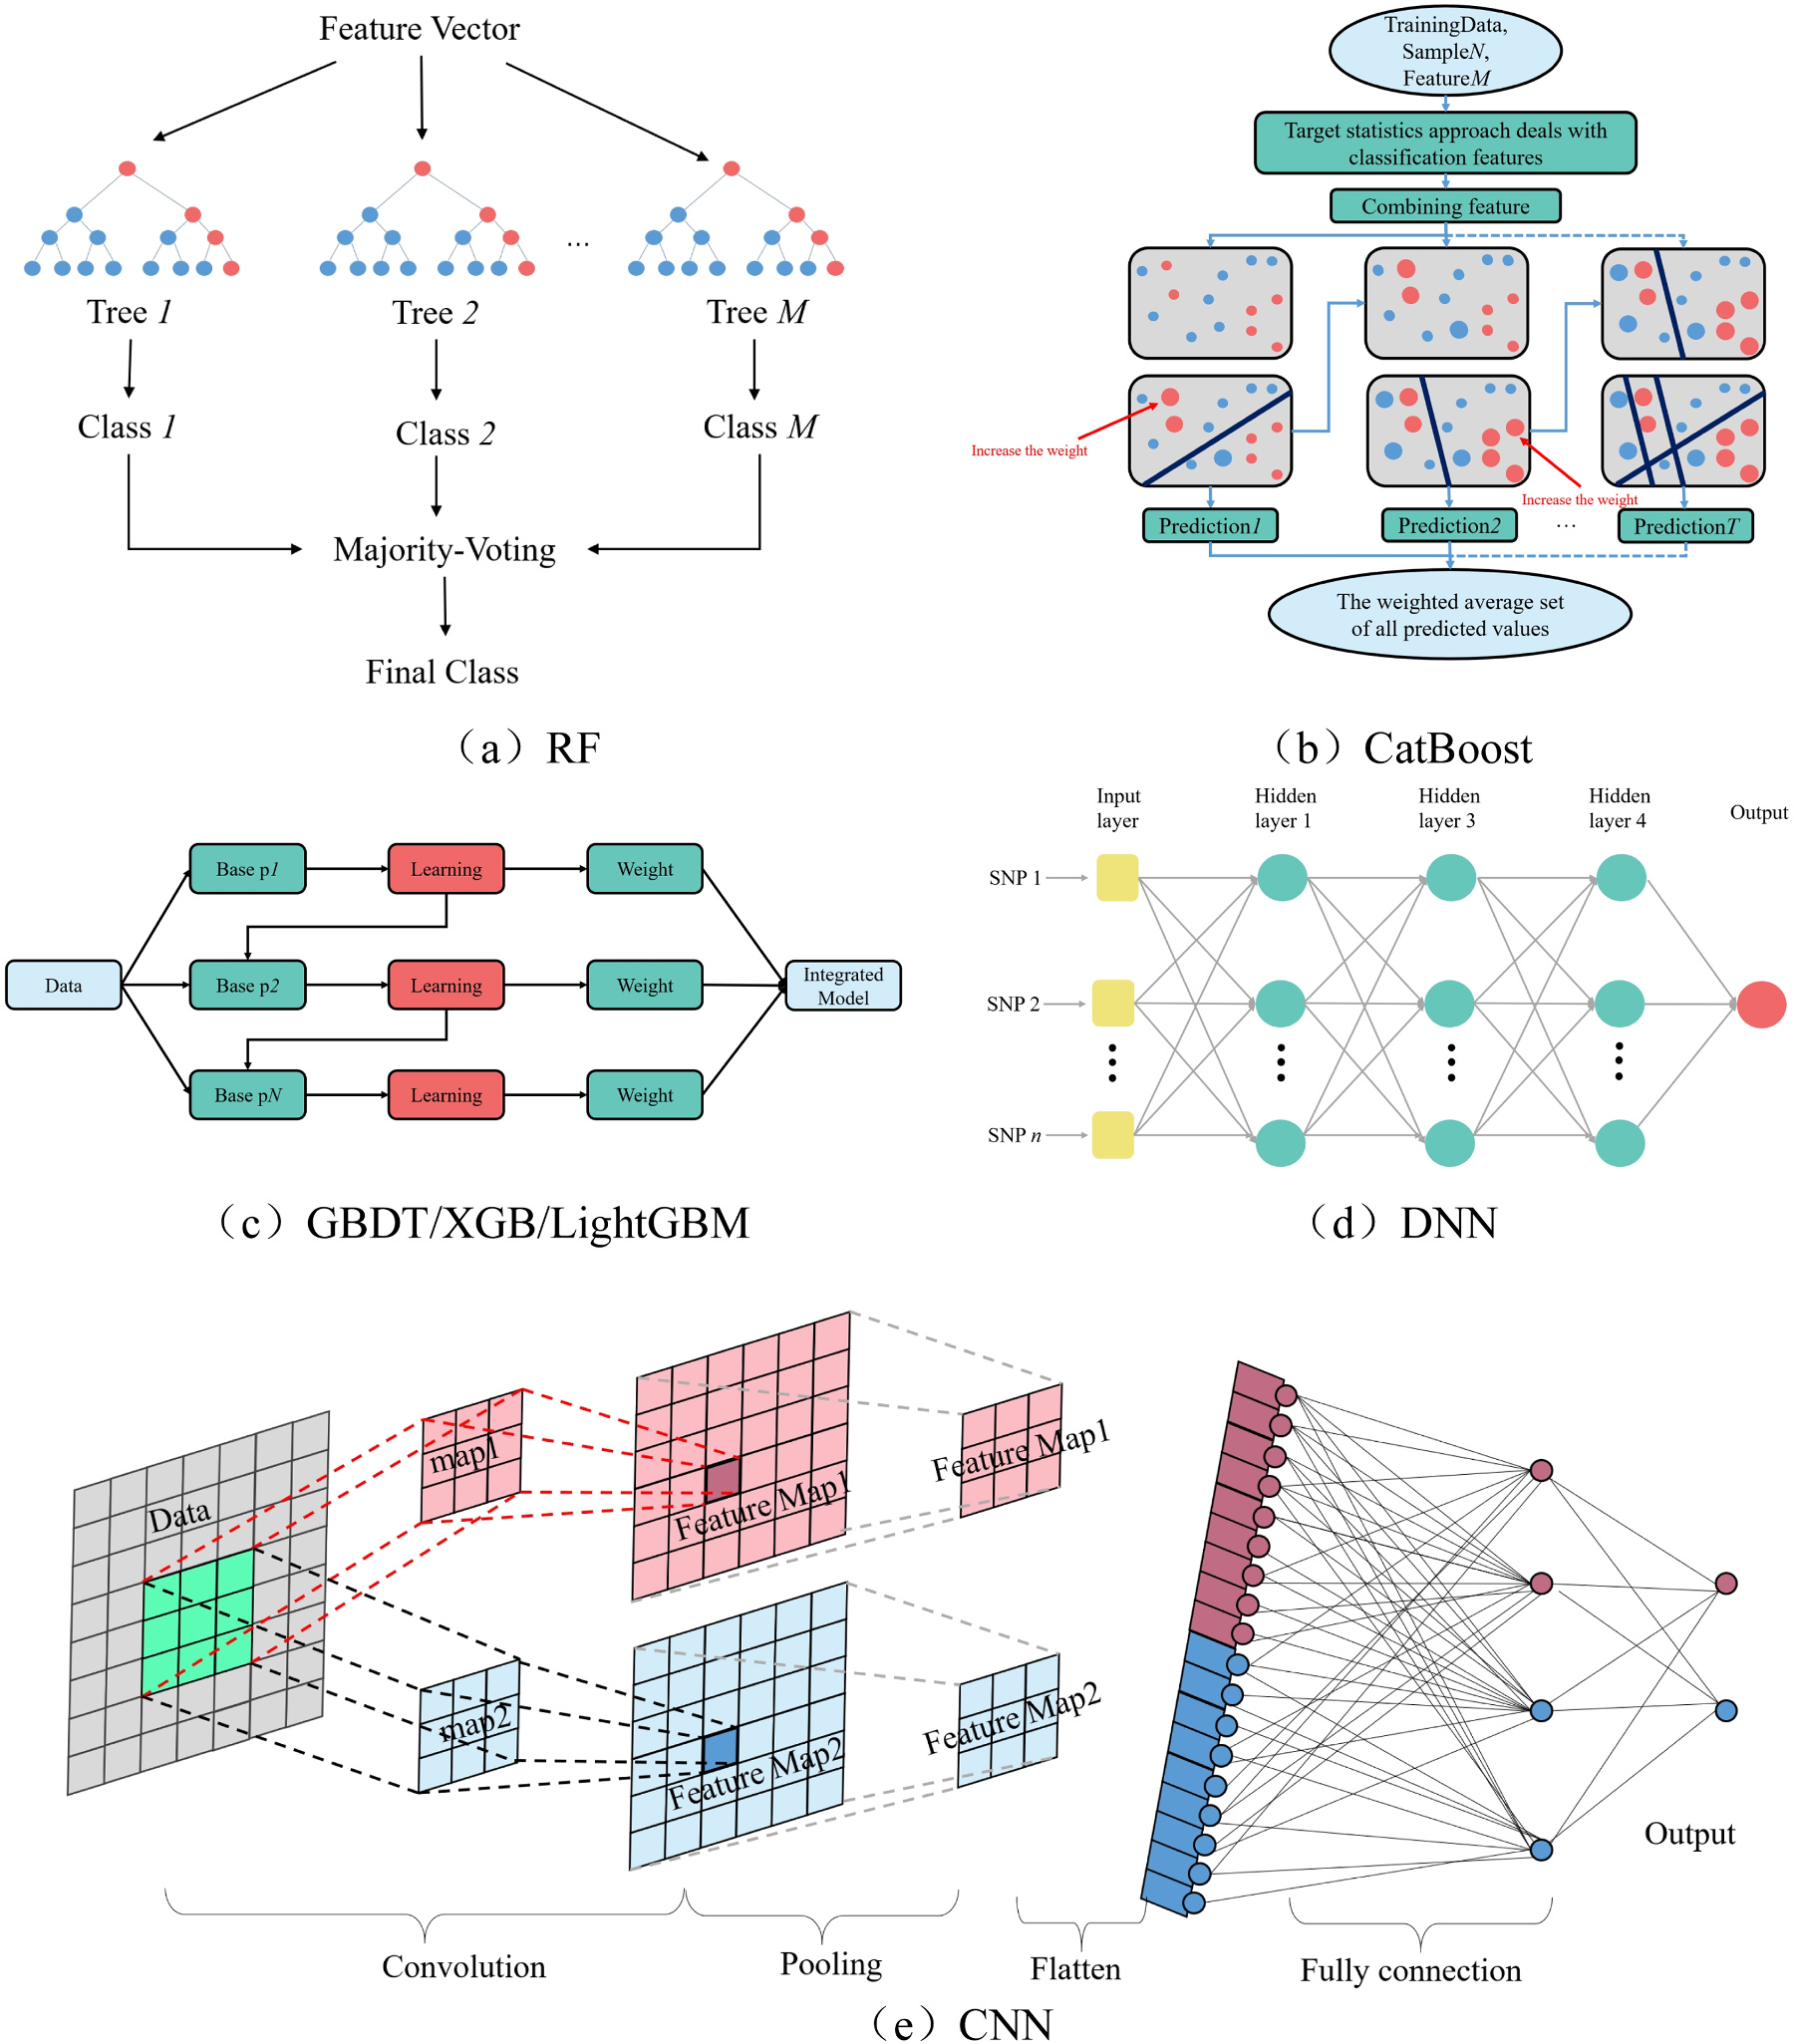 Feature Vector
Tree 1
Tree 2
...
Tree M
Class 1
Class 2
Class M
Majority-Voting
Final Class
（a）RF
TrainingData,
SampleN,
FeatureM
Target statistics approach deals with
classification features
Combining feature
Increase the weight
Increase the weight
Prediction1
Prediction2
...
PredictionT
The weighted average set
of all predicted values
（b）CatBoost
Data
Base p1
Learning
Weight
Base p2
Learning
Weight
Base pN
Learning
Weight
Integrated
Model
（c）GBDT/XGB/LightGBM
Input
layer
Hidden
layer 1
Hidden
layer 3
Hidden
layer 4
Output
SNP 1
SNP 2
SNP n
（d）DNN
Data
map1
Feature Map1
Feature Map1
map2
Feature Map2
Feature Map2
Output
Convolution
Pooling
Flatten
Fully connection
（e）CNN